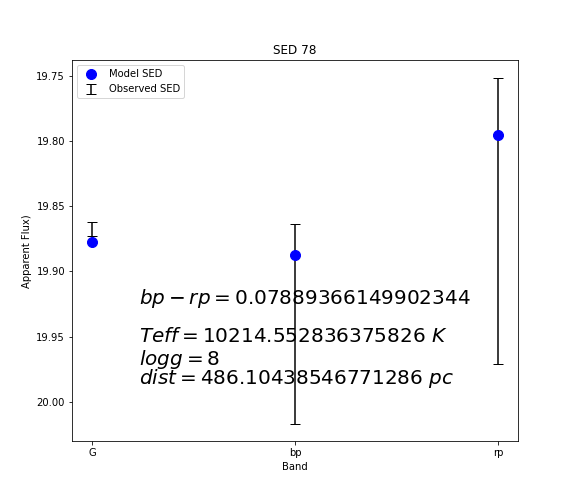 SED 78
Model SED
Observed SED
19.75
19.80
19.85
19.90
19.95
20.00
Apparent Flux)
bp − rp = 0.07889366149902344
Teff = 10214.552836375826 K
logg = 8
dist = 486.10438546771286 pc
G bp rp
Band